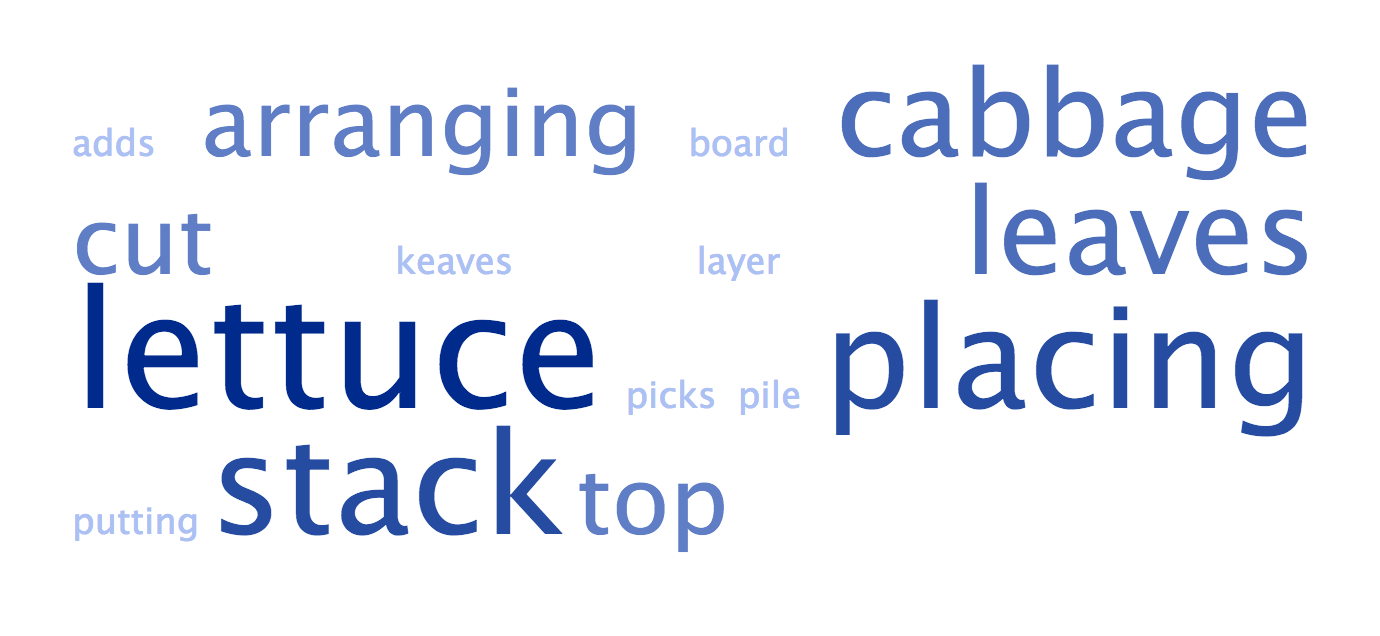 adds arranging board cabbage
cut keaves layer leaves
lettuce picks pile placing
putting stack top